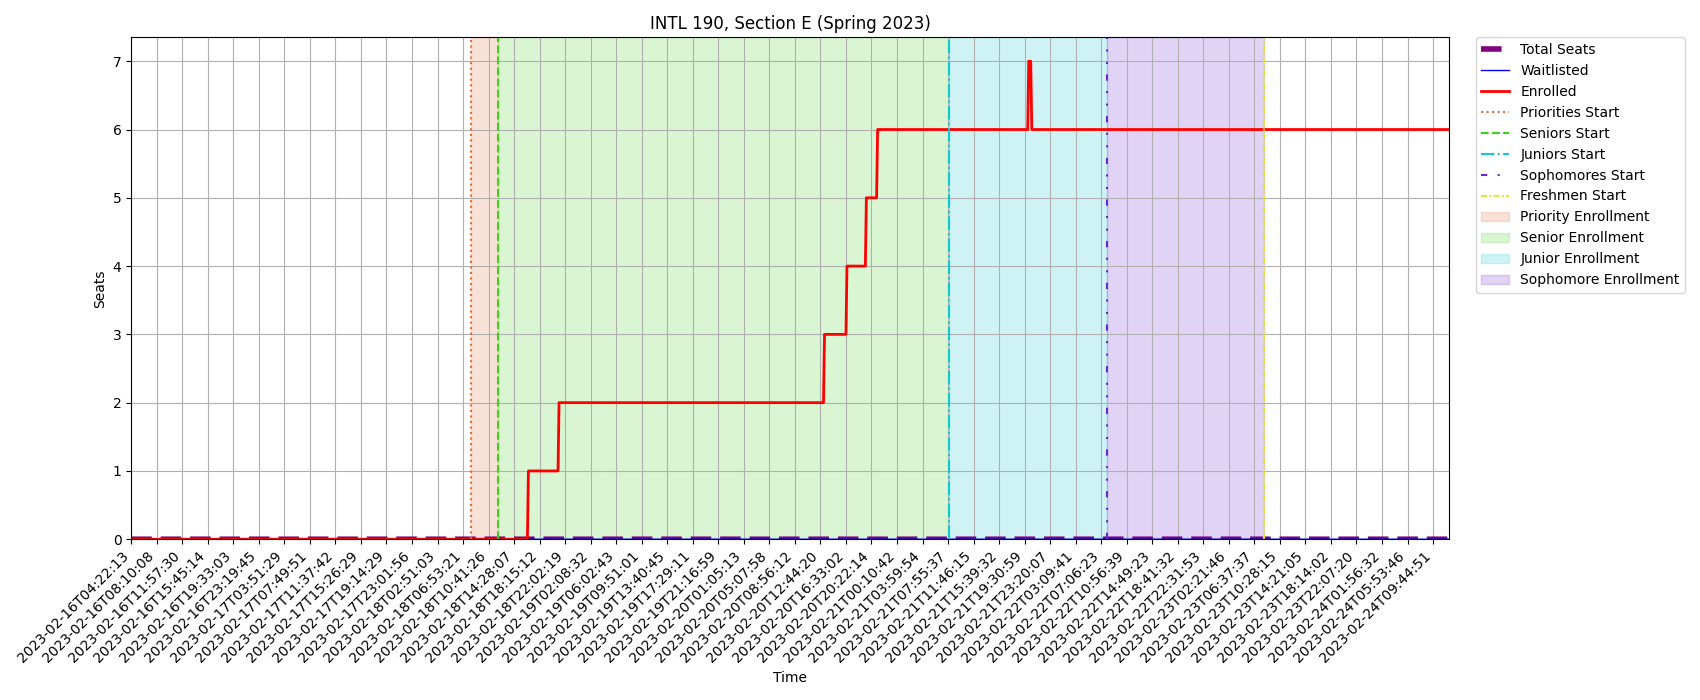 INTL 190, Section E (Spring 2023)
Seats
7
6
5
4
3
2
1
0
2023-02-16T04:22:13
2023-02-16T08:10:08
2023-02-16T11:57:30
2023-02-16T15:45:14
2023-02-16T19:33:03
2023-02-16T23:19:45
2023-02-17T03:51:29
2023-02-17T07:49:51
2023-02-17T11:37:42
2023-02-17T15:26:29
2023-02-17T19:14:29
2023-02-17T23:01:56
2023-02-18T02:51:03
2023-02-18T06:53:21
2023-02-18T10:41:26
2023-02-18T14:28:07
2023-02-18T18:15:12
2023-02-18T22:02:19
2023-02-19T02:08:32
2023-02-19T06:02:43
2023-02-19T09:51:01
2023-02-19T13:40:45
2023-02-19T17:29:11
2023-02-19T21:16:59
2023-02-20T01:05:13
2023-02-20T05:07:58
2023-02-20T08:56:12
2023-02-20T12:44:20
2023-02-20T16:33:02
2023-02-20T20:22:14
2023-02-21T00:10:42
2023-02-21T03:59:54
2023-02-21T07:55:37
2023-02-21T11:46:15
2023-02-21T15:39:32
2023-02-21T19:30:59
2023-02-21T23:20:07
2023-02-22T03:09:41
2023-02-22T07:06:23
2023-02-22T10:56:39
2023-02-22T14:49:23
2023-02-22T18:41:32
2023-02-22T22:31:53
2023-02-23T02:21:46
2023-02-23T06:37:37
2023-02-23T10:28:15
2023-02-23T14:21:05
2023-02-23T18:14:02
2023-02-23T22:07:20
2023-02-24T01:56:32
2023-02-24T05:53:46
2023-02-24T09:44:51
Time
Total Seats
Waitlisted
Enrolled
Priorities Start
Seniors Start
Juniors Start
Sophomores Start
Freshmen Start
Priority Enrollment
Senior Enrollment
Junior Enrollment
Sophomore Enrollment